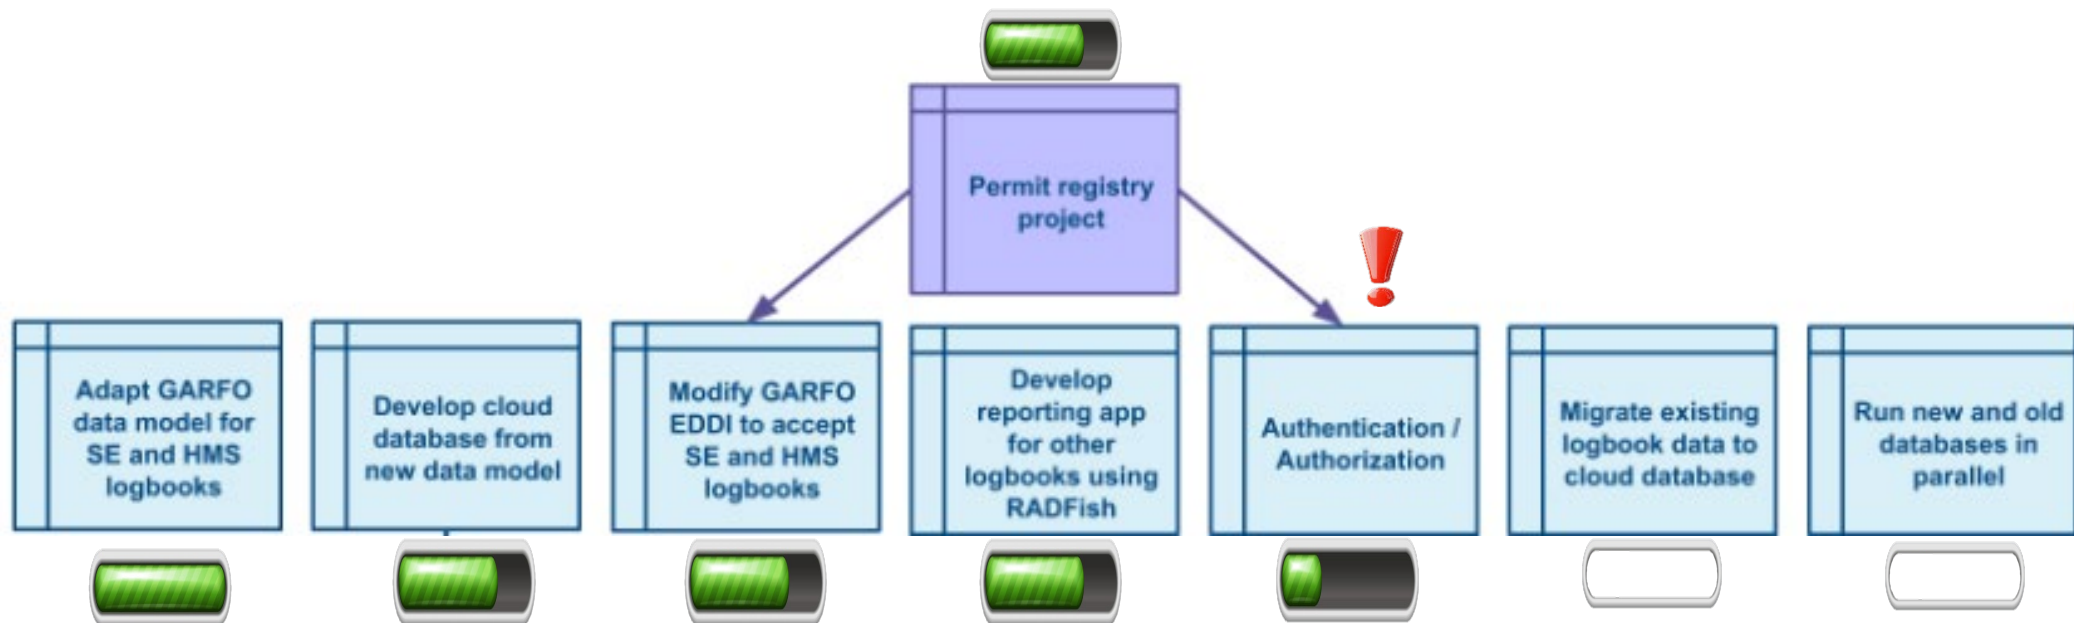 Permit registry
project
Adapt GARFO
data model for
SE and HMS
logbooks
Develop cloud
database from
new data model
Modify GARFO
EDDI to accept
SE and HMS
logbooks
Develop
reporting app
for other
logbooks using
RADFish
Authentication /
Authorization
Migrate existing
logbook data to
cloud database
Run new and old
databases in
parallel